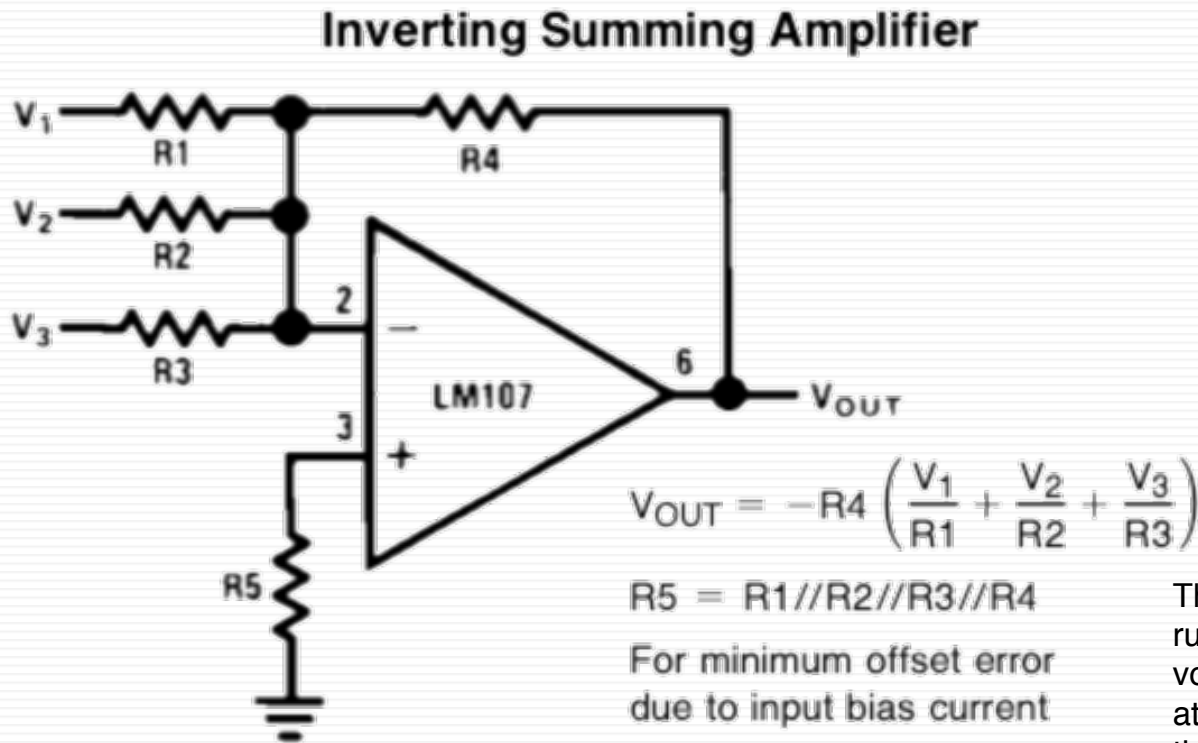 Inverting Summing Amplifier
V1
R1
R4
V2
R2
V3
R3
2
−
6
LM107
VOUT
3
+
VOUT = −R4 (V1/R1 + V2/R2 + V3/R3)
R5
R5 = R1//R2//R3//R4
For minimum offset error
due to input bias current